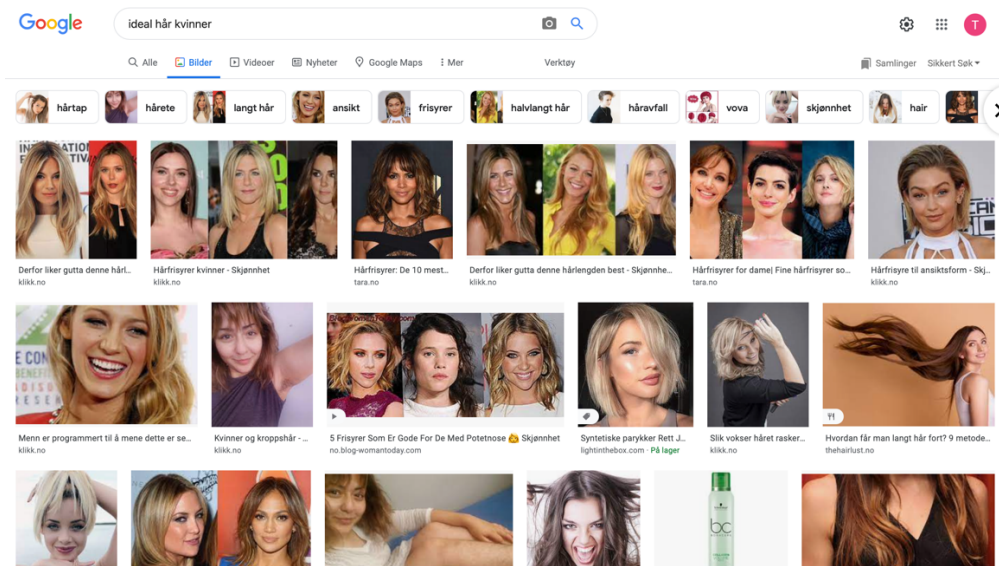 Google
ideal hår kvinner
T
Alle Bilder Videoer Nyheter Google Maps Mer Verktøy Samlinger Sikkert Søk
hårtap hårete langt hår ansikt frisyrer halvlangt hår håravfall vova skjønnhet hair
Derfor liker gutta denne hårl...
klikk.no
Hårfrisyrer kvinner - Skjønnhet
klikk.no
Hårfrisyrer: De 10 mest...
tara.no
Derfor liker gutta denne hårlengden best - Skjønnhe...
klikk.no
Hårfrisyrer for dame| Fine hårfrisyrer so...
tara.no
Hårfrisyre til ansiktsform - Skj...
klikk.no
Menn er programmert til å mene dette er se...
klikk.no
Kvinner og kroppshår - ...
klikk.no
5 Frisyrer Som Er Gode For De Med Potetnose 🙆 Skjønnhet
no.blog-womantoday.com
Syntetiske parykker Rett J...
lightinthebox.com · På lager
Slik vokser håret rasker...
klikk.no
Hvordan får man langt hår fort? 9 metode...
thehairlust.no
bc